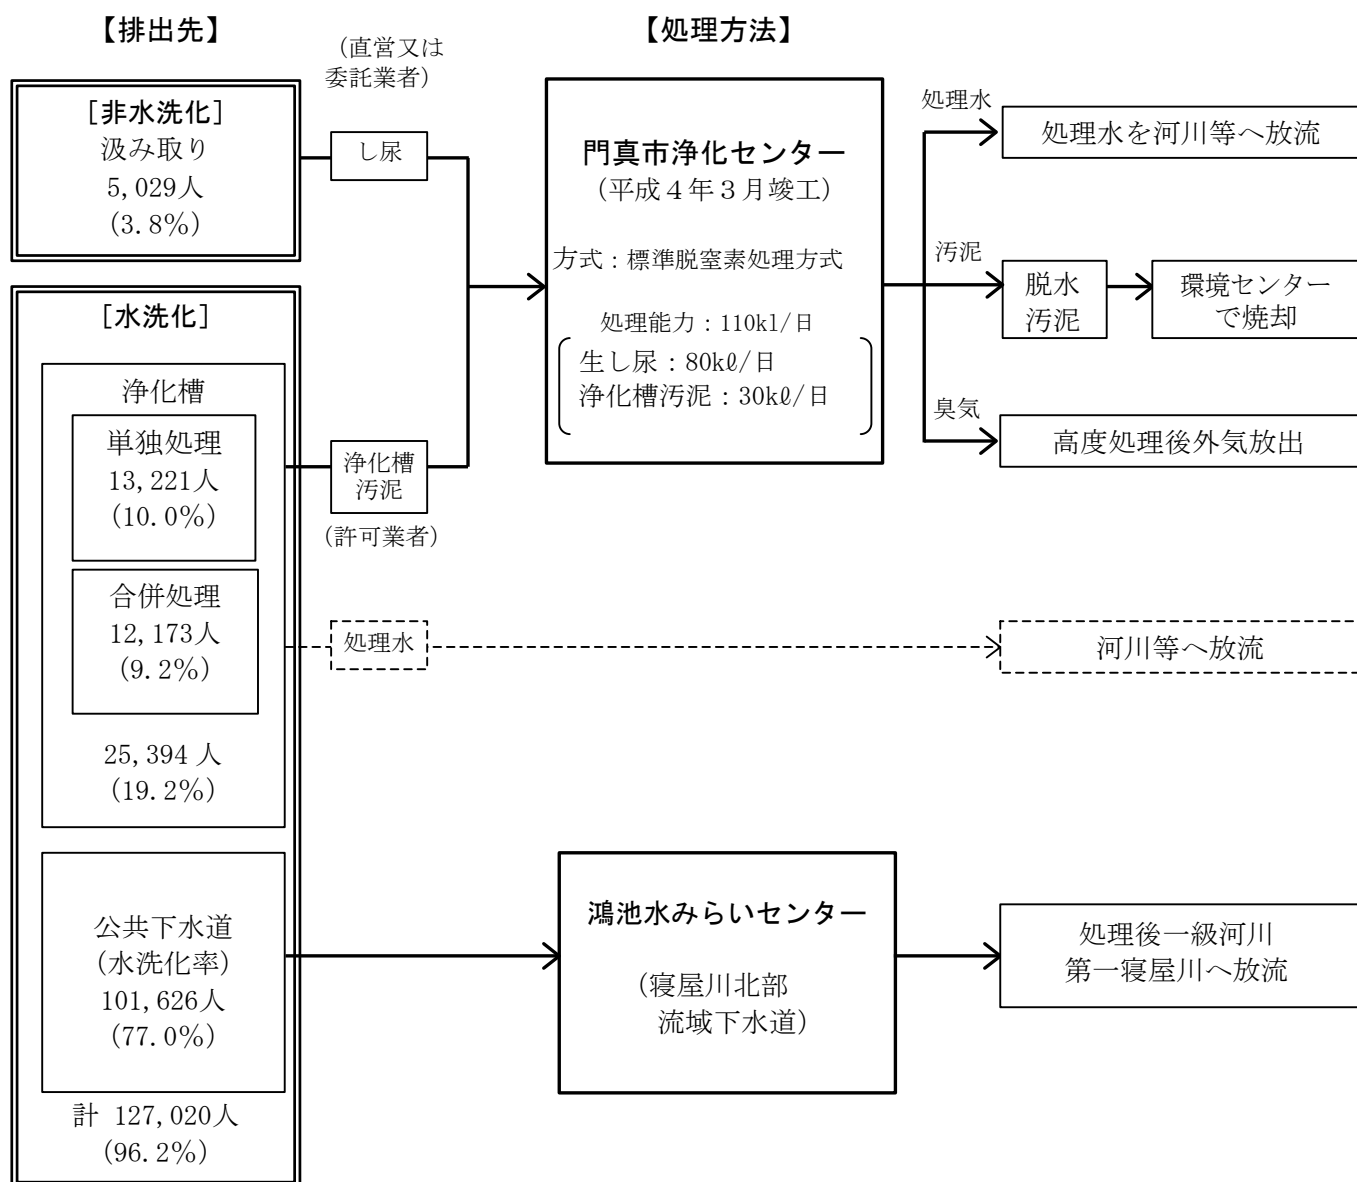 【排出先】
（直営又は
委託業者）
【処理方法】
［非水洗化］
汲み取り
5,029人
(3.8%)
し尿
門真市浄化センター
（平成４年３月竣工）
方式：標準脱窒素処理方式
処理能力：110kl/日
生し尿：80kℓ/日
浄化槽汚泥：30kℓ/日
処理水
処理水を河川等へ放流
汚泥
脱水
汚泥
環境センター
で焼却
臭気
高度処理後外気放出
［水洗化］
浄化槽
単独処理
13,221人
(10.0%)
浄化槽
汚泥
（許可業者）
合併処理
12,173人
(9.2%)
処理水
河川等へ放流
25,394 人
(19.2%)
公共下水道
(水洗化率)
101,626人
(77.0%)
鴻池水みらいセンター
（寝屋川北部
流域下水道）
処理後一級河川
第一寝屋川へ放流
計 127,020人
(96.2%)